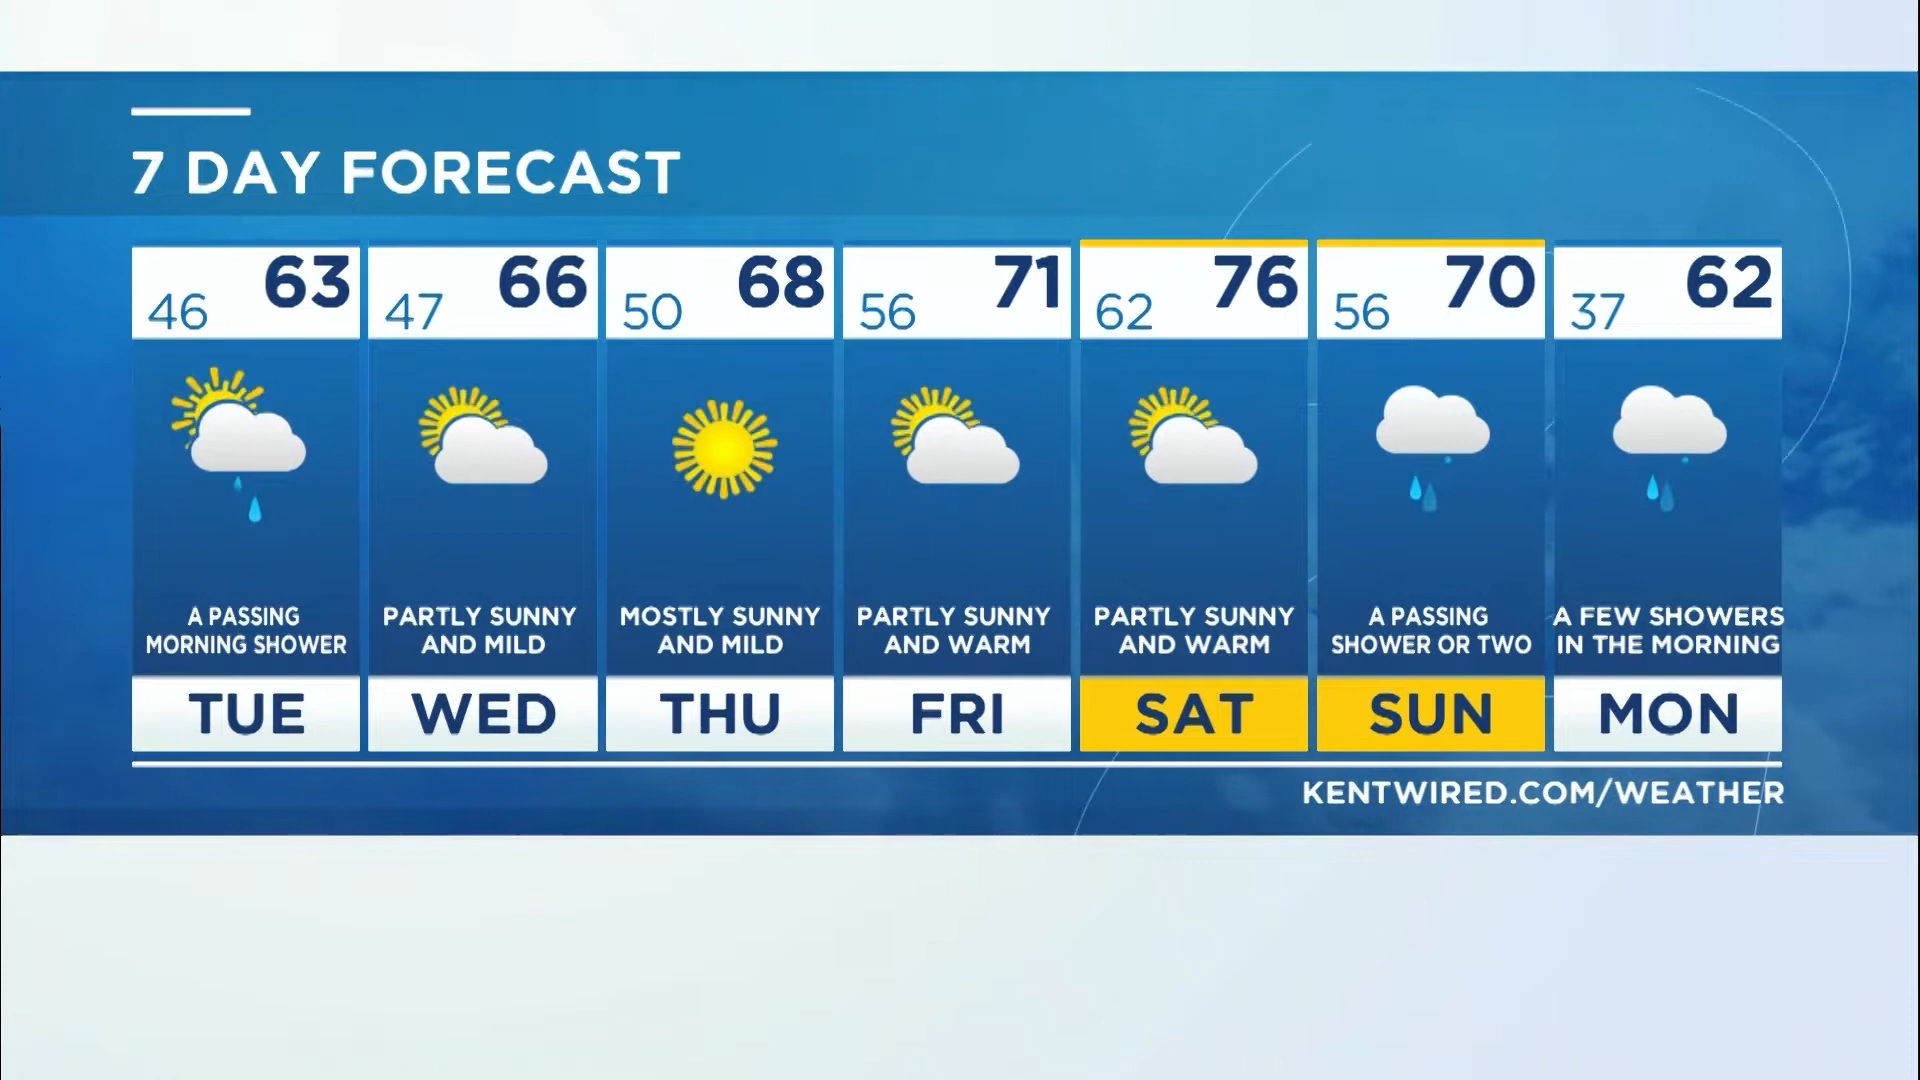 7 DAY FORECAST
46 63
47 66
50 68
56 71
62 76
56 70
37 62
A PASSING
MORNING SHOWER
PARTLY SUNNY
AND MILD
MOSTLY SUNNY
AND MILD
PARTLY SUNNY
AND WARM
PARTLY SUNNY
AND WARM
A PASSING
SHOWER OR TWO
A FEW SHOWERS
IN THE MORNING
TUE
WED
THU
FRI
SAT
SUN
MON
KENTWIRED.COM/WEATHER